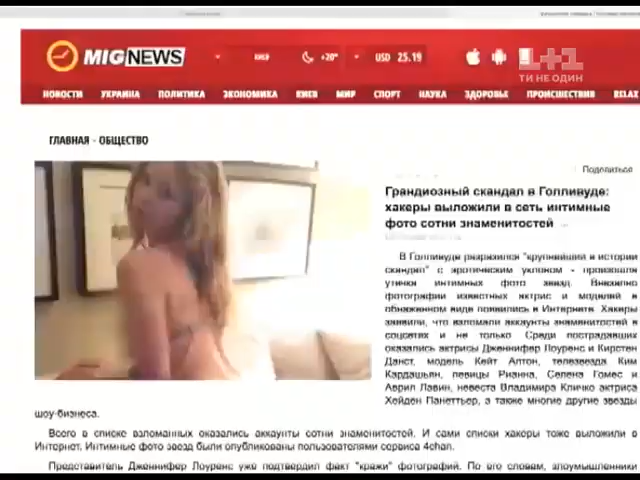 MIGNEWS
КИЕВ
+20°
USD 25.19
1+1
ТИ НЕ ОДИН
НОВОСТИ УКРАИНА ПОЛИТИКА ЭКОНОМИКА КИЕВ МИР СПОРТ НАУКА ЗДОРОВЬЕ ПРОИСШЕСТВИЯ RELAX
ГЛАВНАЯ - ОБЩЕСТВО
Поделиться
Грандиозный скандал в Голливуде:
хакеры выложили в сеть интимные
фото сотни знаменитостей
В Голливуде разразился "крупнейший в истории
скандал" с эротическим уклоном - произошла
утечка интимных фото звезд. Внезапно
фотографии известных актрис и моделей в
обнаженном виде появились в Интернете. Хакеры
заявили, что взломали аккаунты знаменитостей в
соцсетях и не только. Среди пострадавших
оказались актрисы Дженнифер Лоуренс и Кирстен
Данст, модель Кейт Аптон, телезвезда Ким
Кардашьян, певицы Рианна, Селена Гомес и
Аврил Лавин, невеста Владимира Кличко актриса
Хейден Панеттьер, а также многие другие звезды
шоу-бизнеса.
Всего в списке взломанных оказались аккаунты сотни знаменитостей. И сами списки хакеры тоже выложили в
Интернет. Интимные фото звезд были опубликованы пользователями сервиса 4chan.
Представитель Дженнифер Лоуренс уже подтвердил факт "кражи" фотографий. По его словам, злоумышленники